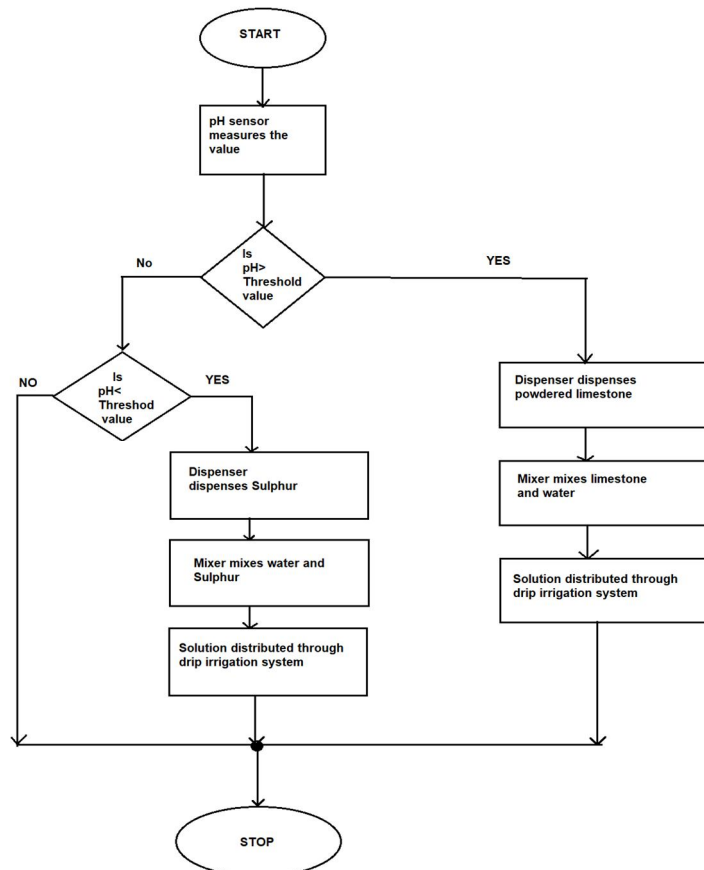 START
pH sensor
measures the
value
Is
pH>
Threshold
value
No
YES
Is
pH<
Threshod
value
NO
YES
Dispenser dispenses
powdered limestone
Mixer mixes limestone
and water
Solution distributed through
drip irrigation system
Dispenser
dispenses Sulphur
Mixer mixes water and
Sulphur
Solution distributed through
drip irrigation system
STOP